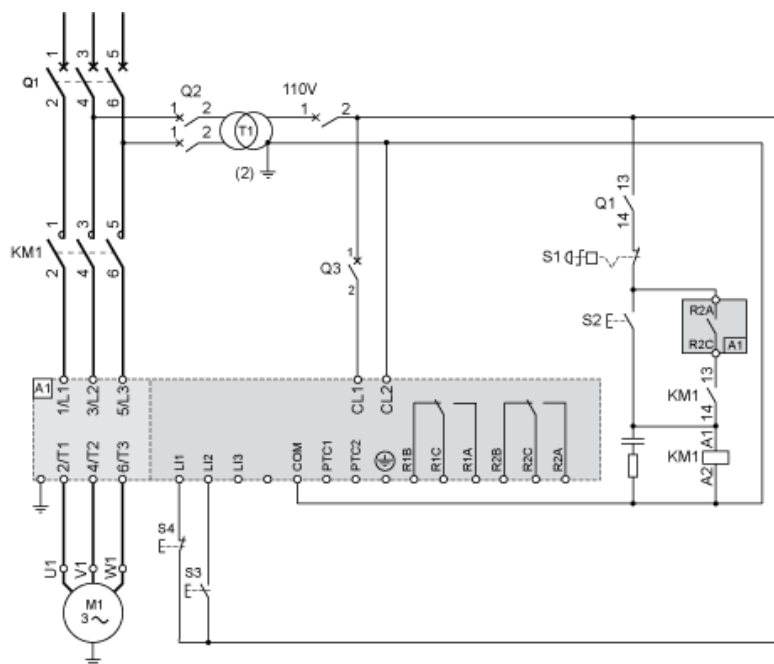 1 3 5
Q1
2 4 6
Q2
1 2
1 2
T1
(2)
110V
1 2
1 3 5
KM1
2 4 6
Q3
1
2
13
Q1
14
S1
S2
R2A
R2C
A1
13
KM1
14
A1
KM1
A2
A1
1/L1 3/L2 5/L3
CL1 CL2
2/T1 4/T2 6/T3
LI1 LI2 LI3 COM PTC1 PTC2 R1B R1C R1A R2B R2C R2A
S4
S3
U1 V1 W1
M1
3